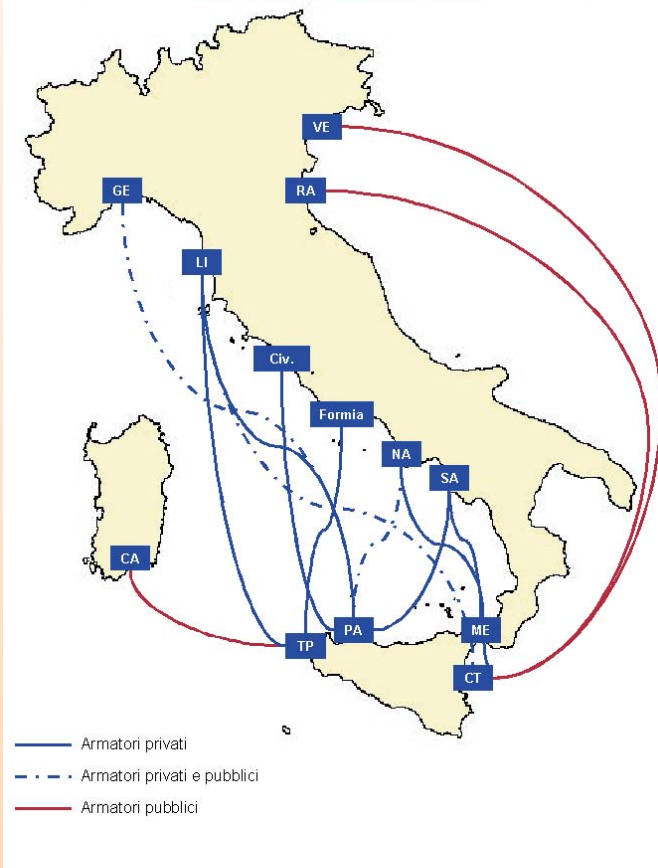 VE
GE
RA
LI
Civ.
Formia
NA
SA
CA
PA
ME
TP
CT
Armatori privati
Armatori privati e pubblici
Armatori pubblici